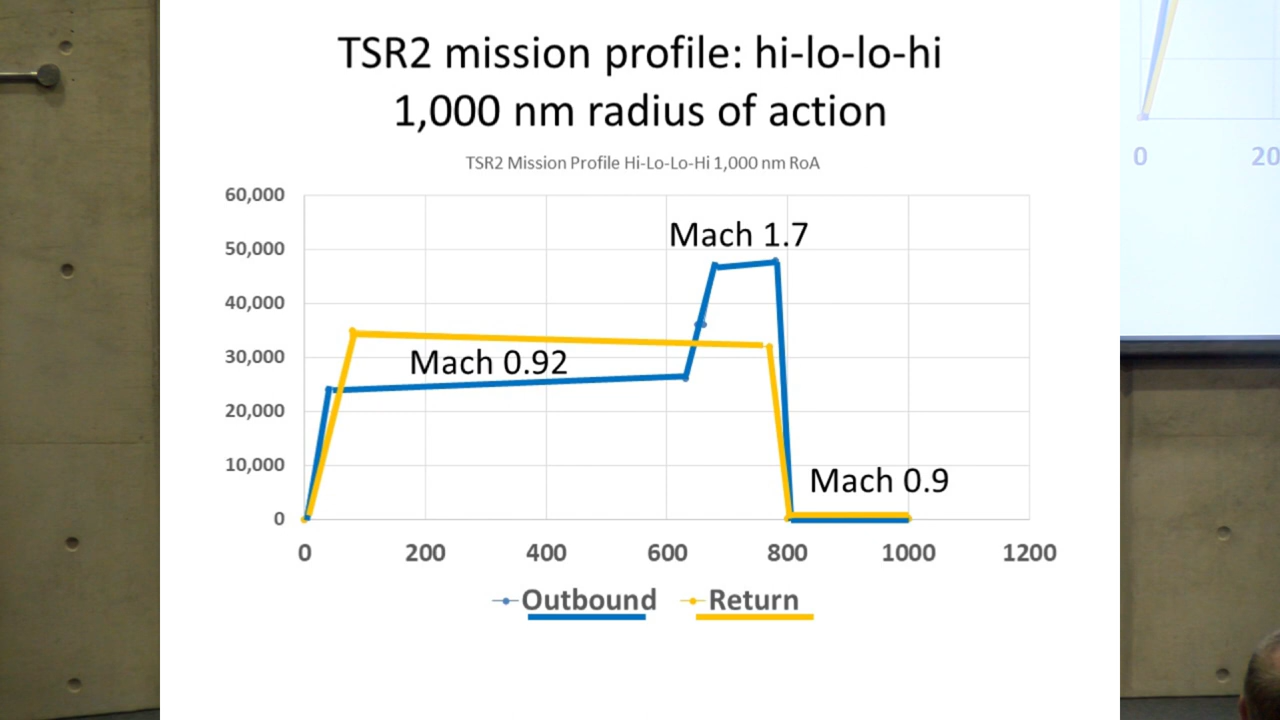 TSR2 mission profile: hi-lo-lo-hi
1,000 nm radius of action
TSR2 Mission Profile Hi-Lo-Lo-Hi 1,000 nm RoA
60,000
50,000
40,000
30,000
20,000
10,000
0
Mach 1.7
Mach 0.92
Mach 0.9
0 200 400 600 800 1000 1200
Outbound Return
0 20